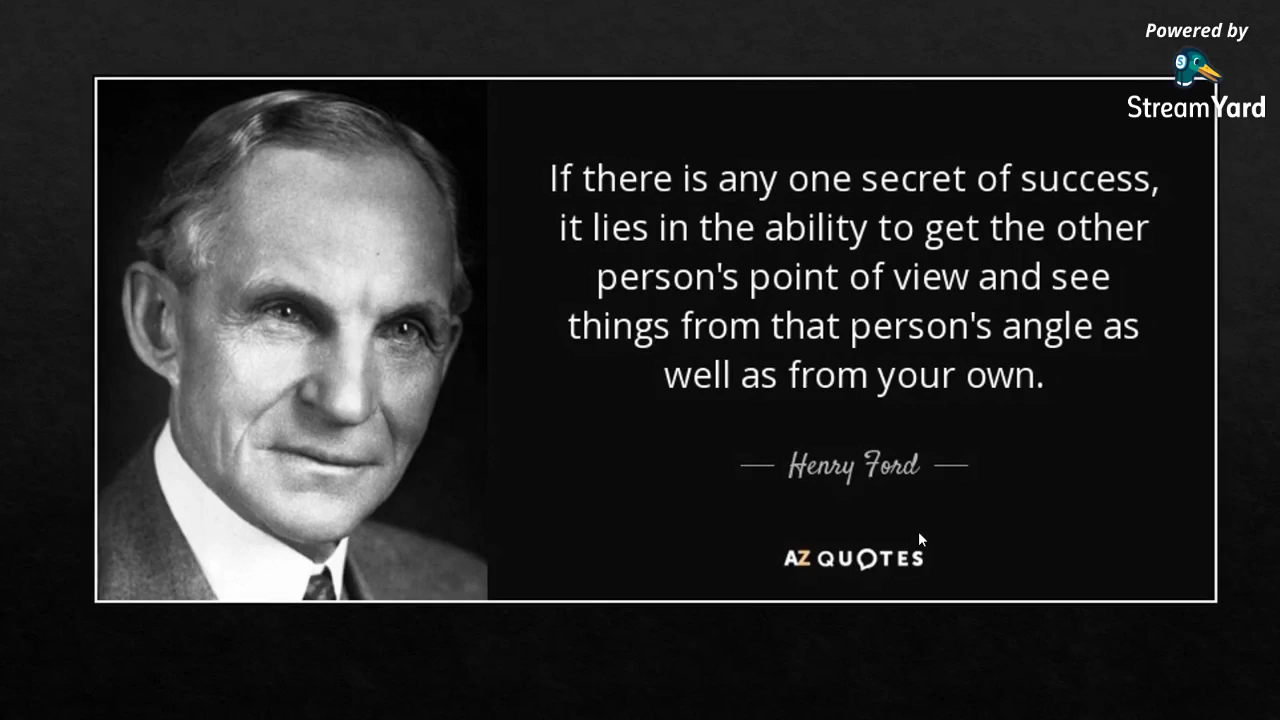 Powered by
StreamYard
If there is any one secret of success,
it lies in the ability to get the other
person's point of view and see
things from that person's angle as
well as from your own.
Henry Ford
AZ QUOTES